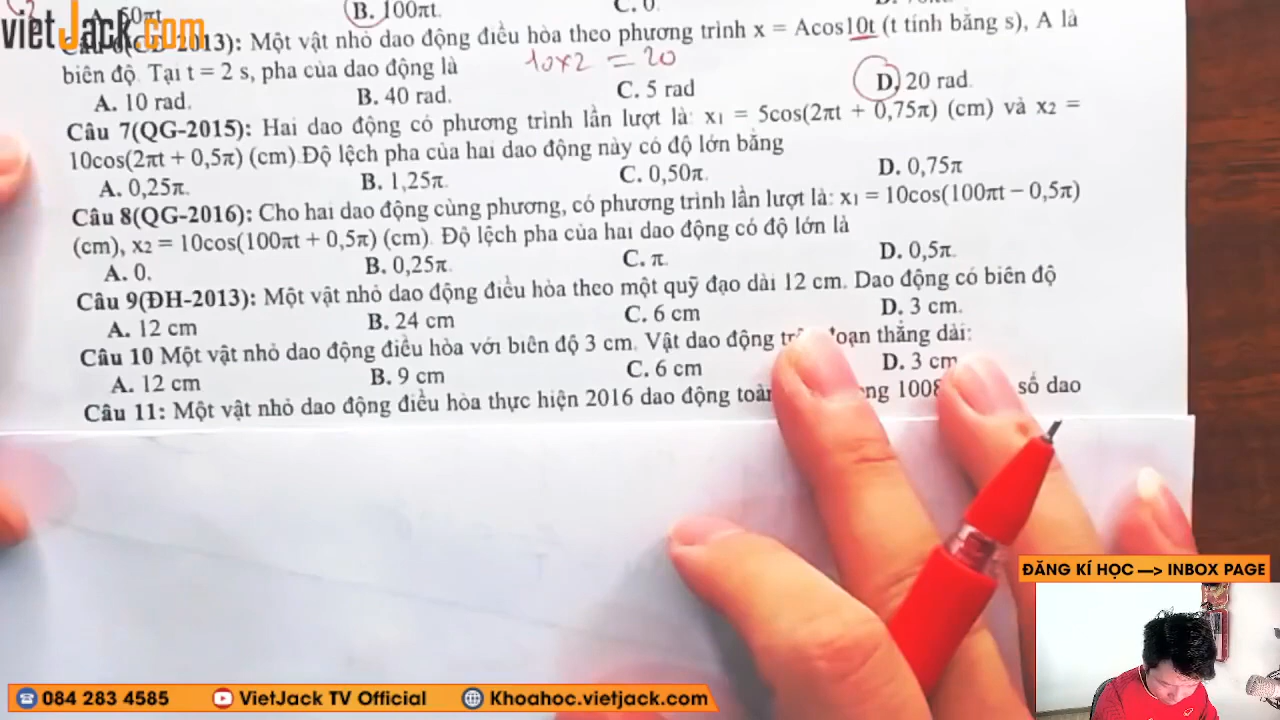 A. 50πt
B. 100πt.
C. 0
vietJack.com
2013): Một vật nhỏ dao động điều hòa theo phương trình x = Acos10t (t tính bằng s), A là
biên độ. Tại t = 2 s, pha của dao động là
10x2 = 20
A. 10 rad.
B. 40 rad.
C. 5 rad
D. 20 rad.
Câu 7(QG-2015): Hai dao động có phương trình lần lượt là: x1 = 5cos(2πt + 0,75π) (cm) và x2 =
10cos(2πt + 0,5π) (cm).Độ lệch pha của hai dao động này có độ lớn bằng
A. 0,25π.
B. 1,25π.
C. 0,50π.
D. 0,75π
Câu 8(QG-2016): Cho hai dao động cùng phương, có phương trình lần lượt là: x1 = 10cos(100πt – 0,5π)
(cm), x2 = 10cos(100πt + 0,5π) (cm). Độ lệch pha của hai dao động có độ lớn là
A. 0.
B. 0,25π.
C. π.
D. 0,5π.
Câu 9(ĐH-2013): Một vật nhỏ dao động điều hòa theo một quỹ đạo dài 12 cm. Dao động có biên độ
A. 12 cm
B. 24 cm
C. 6 cm
D. 3 cm.
Câu 10 Một vật nhỏ dao động điều hòa với biên độ 3 cm. Vật dao động đoạn thẳng dài:
A. 12 cm
B. 9 cm
C. 6 cm
D. 3 cm
Câu 11: Một vật nhỏ dao động điều hòa thực hiện 2016 dao động 1008 số dao
ĐĂNG KÍ HỌC —> INBOX PAGE
084 283 4585
VietJack TV Official
Khoahoc.vietjack.com